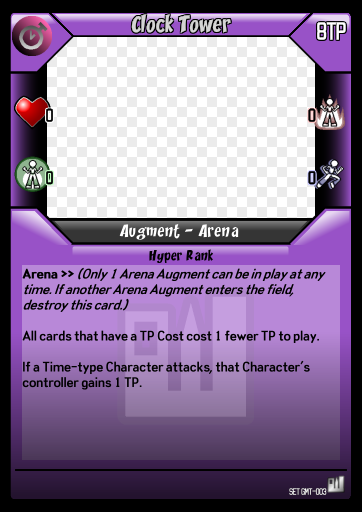 Clock Tower
8TP
0
0
0
0
Augment - Arena
Hyper Rank
Arena >> (Only 1 Arena Augment can be in play at any
time. If another Arena Augment enters the field,
destroy this card.)
All cards that have a TP Cost cost 1 fewer TP to play.
If a Time-type Character attacks, that Character's
controller gains 1 TP.
SET GMT-003